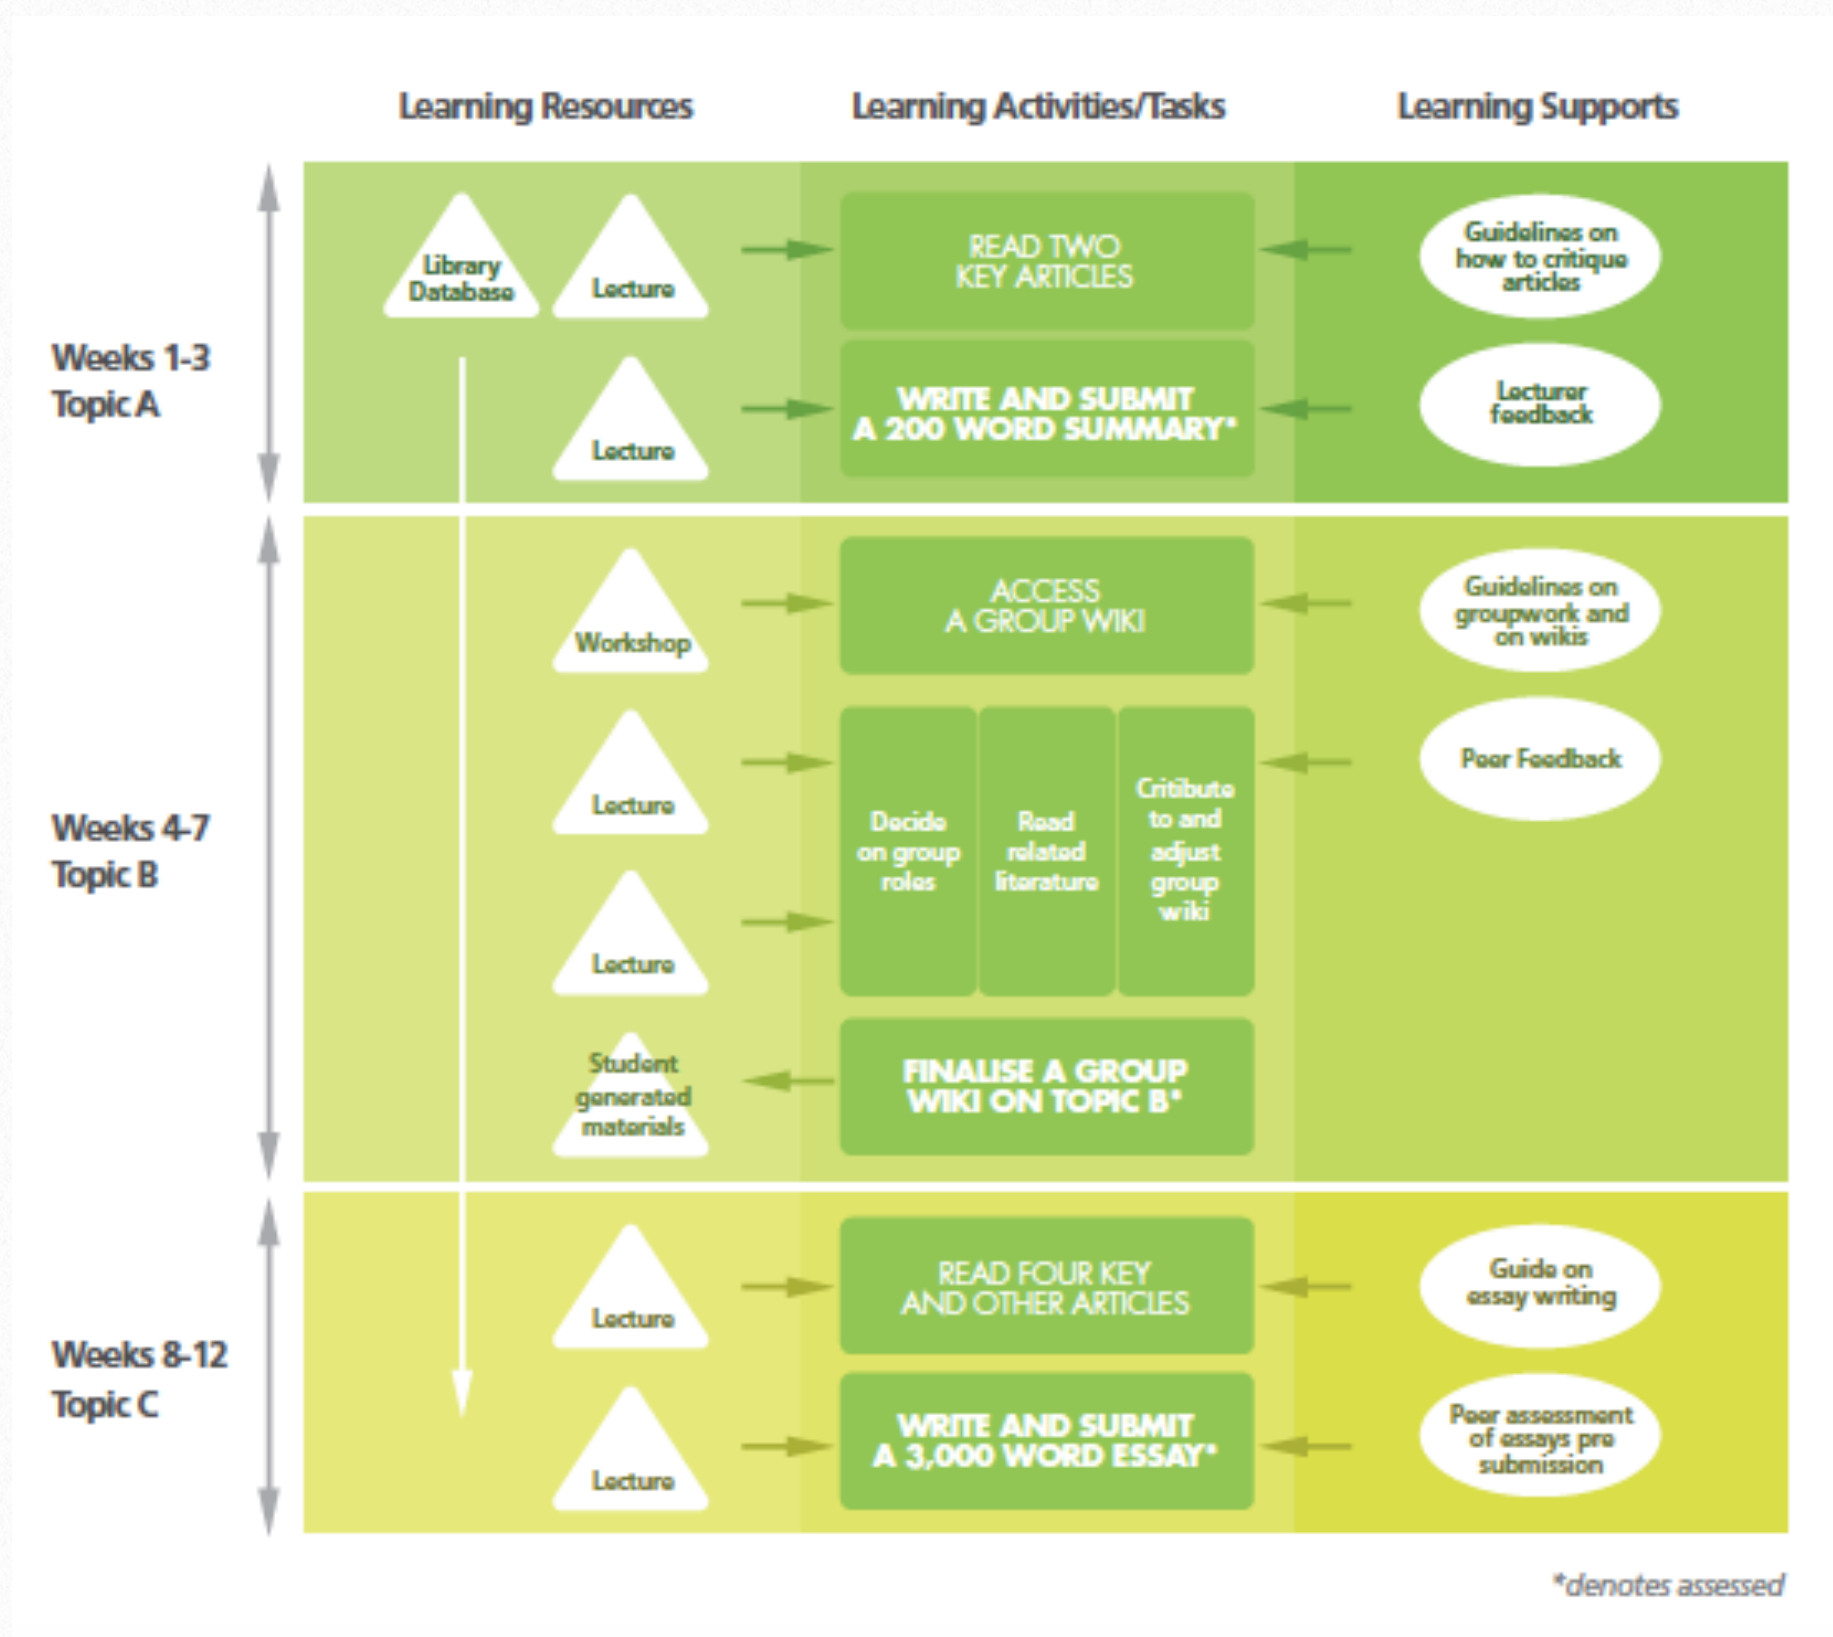 Learning Resources
Learning Activities/Tasks
Learning Supports
Weeks 1-3
Topic A
Library
Database
Lecture
READ TWO
KEY ARTICLES
Guidelines on
how to critique
articles
Lecture
WRITE AND SUBMIT
A 200 WORD SUMMARY*
Lecturer
feedback
Weeks 4-7
Topic B
Workshop
ACCESS
A GROUP WIKI
Guidelines on
groupwork and
on wikis
Lecture
Lecture
Decide
on group
roles
Read
related
literature
Critibute
to and
adjust
group
wiki
Peer Feedback
Student
generated
materials
FINALISE A GROUP
WIKI ON TOPIC B*
Weeks 8-12
Topic C
Lecture
READ FOUR KEY
AND OTHER ARTICLES
Guide on
essay writing
Lecture
WRITE AND SUBMIT
A 3,000 WORD ESSAY*
Peer assessment
of essays pre
submission
*denotes assessed